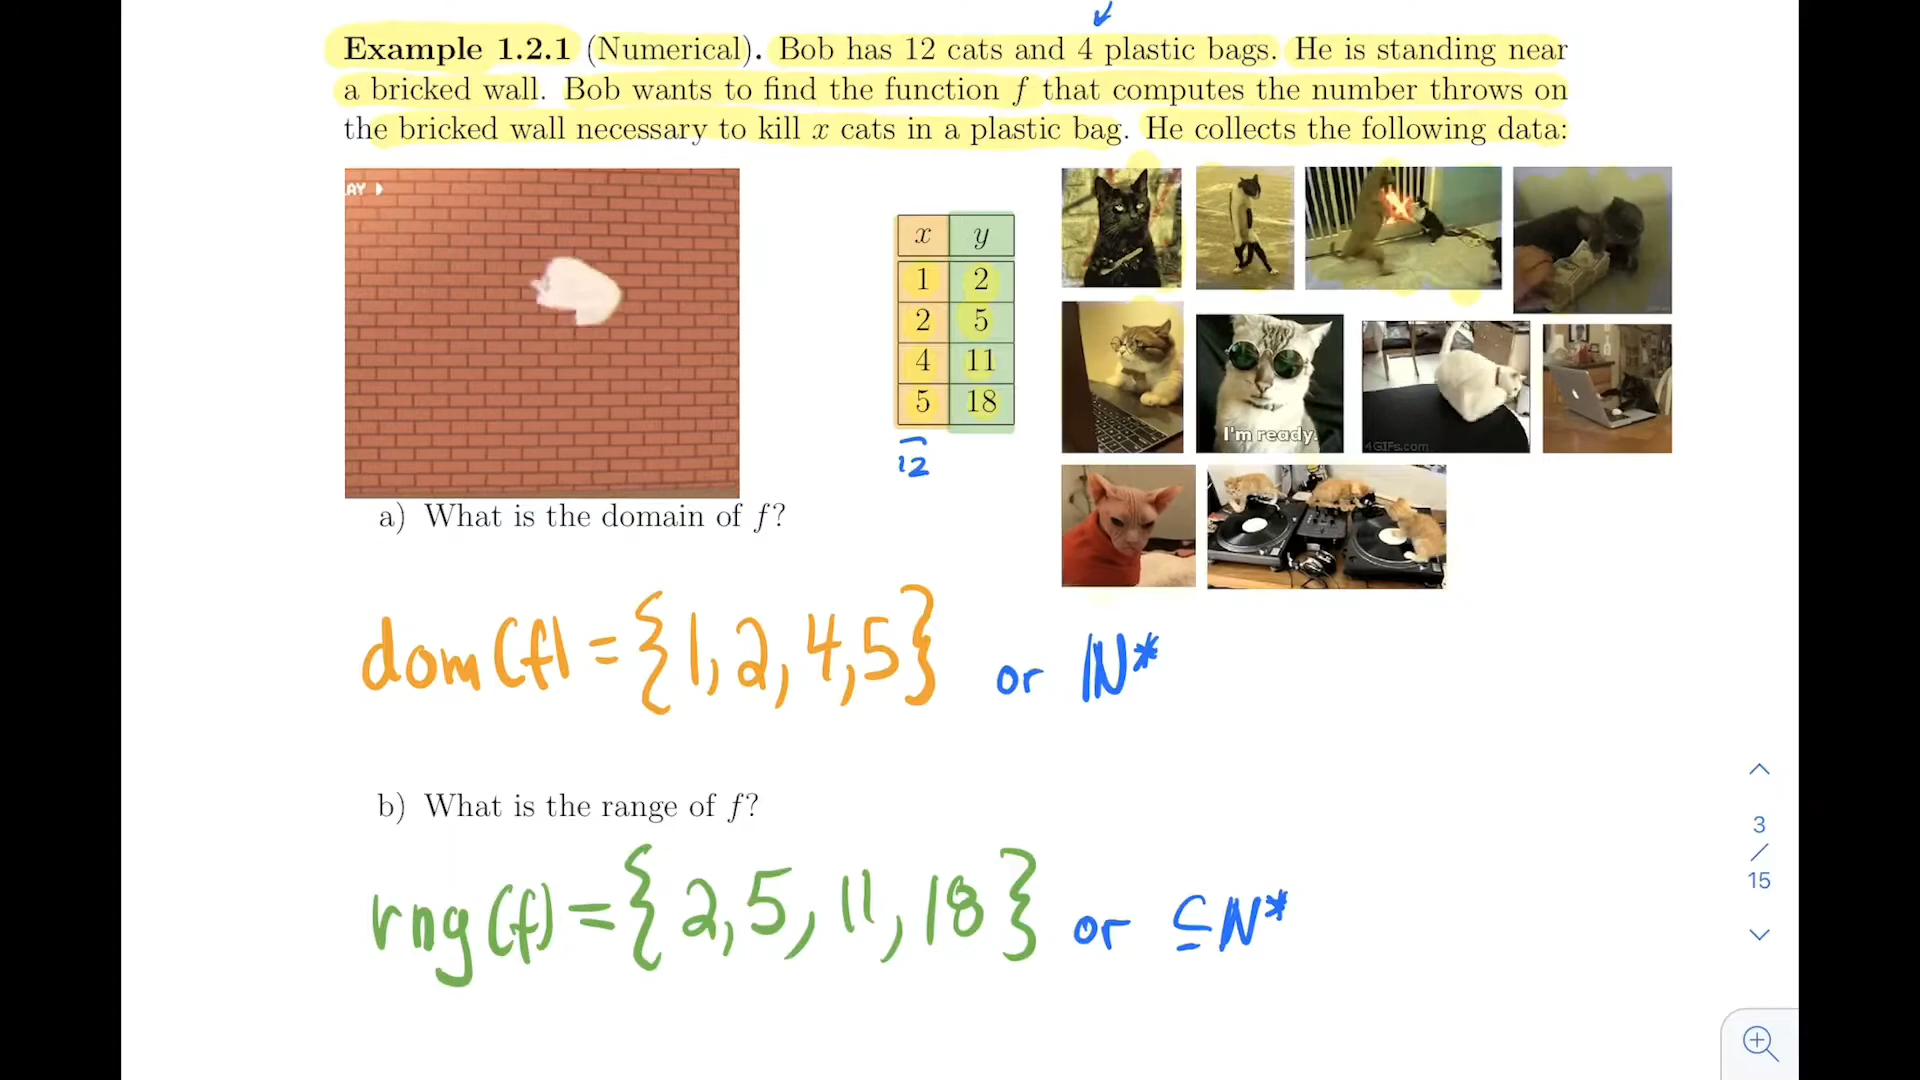 Example 1.2.1 (Numerical). Bob has 12 cats and 4 plastic bags. He is standing near
a bricked wall. Bob wants to find the function f that computes the number throws on
the bricked wall necessary to kill x cats in a plastic bag. He collects the following data:
LAY
x y
1 2
2 5
4 11
5 18
12
I'm ready.
4GIFs.com
a) What is the domain of f?
dom(f) = {1, 2, 4, 5} or ℕ*
b) What is the range of f?
rng(f) = {2, 5, 11, 18} or ⊆ℕ*
3
/
15